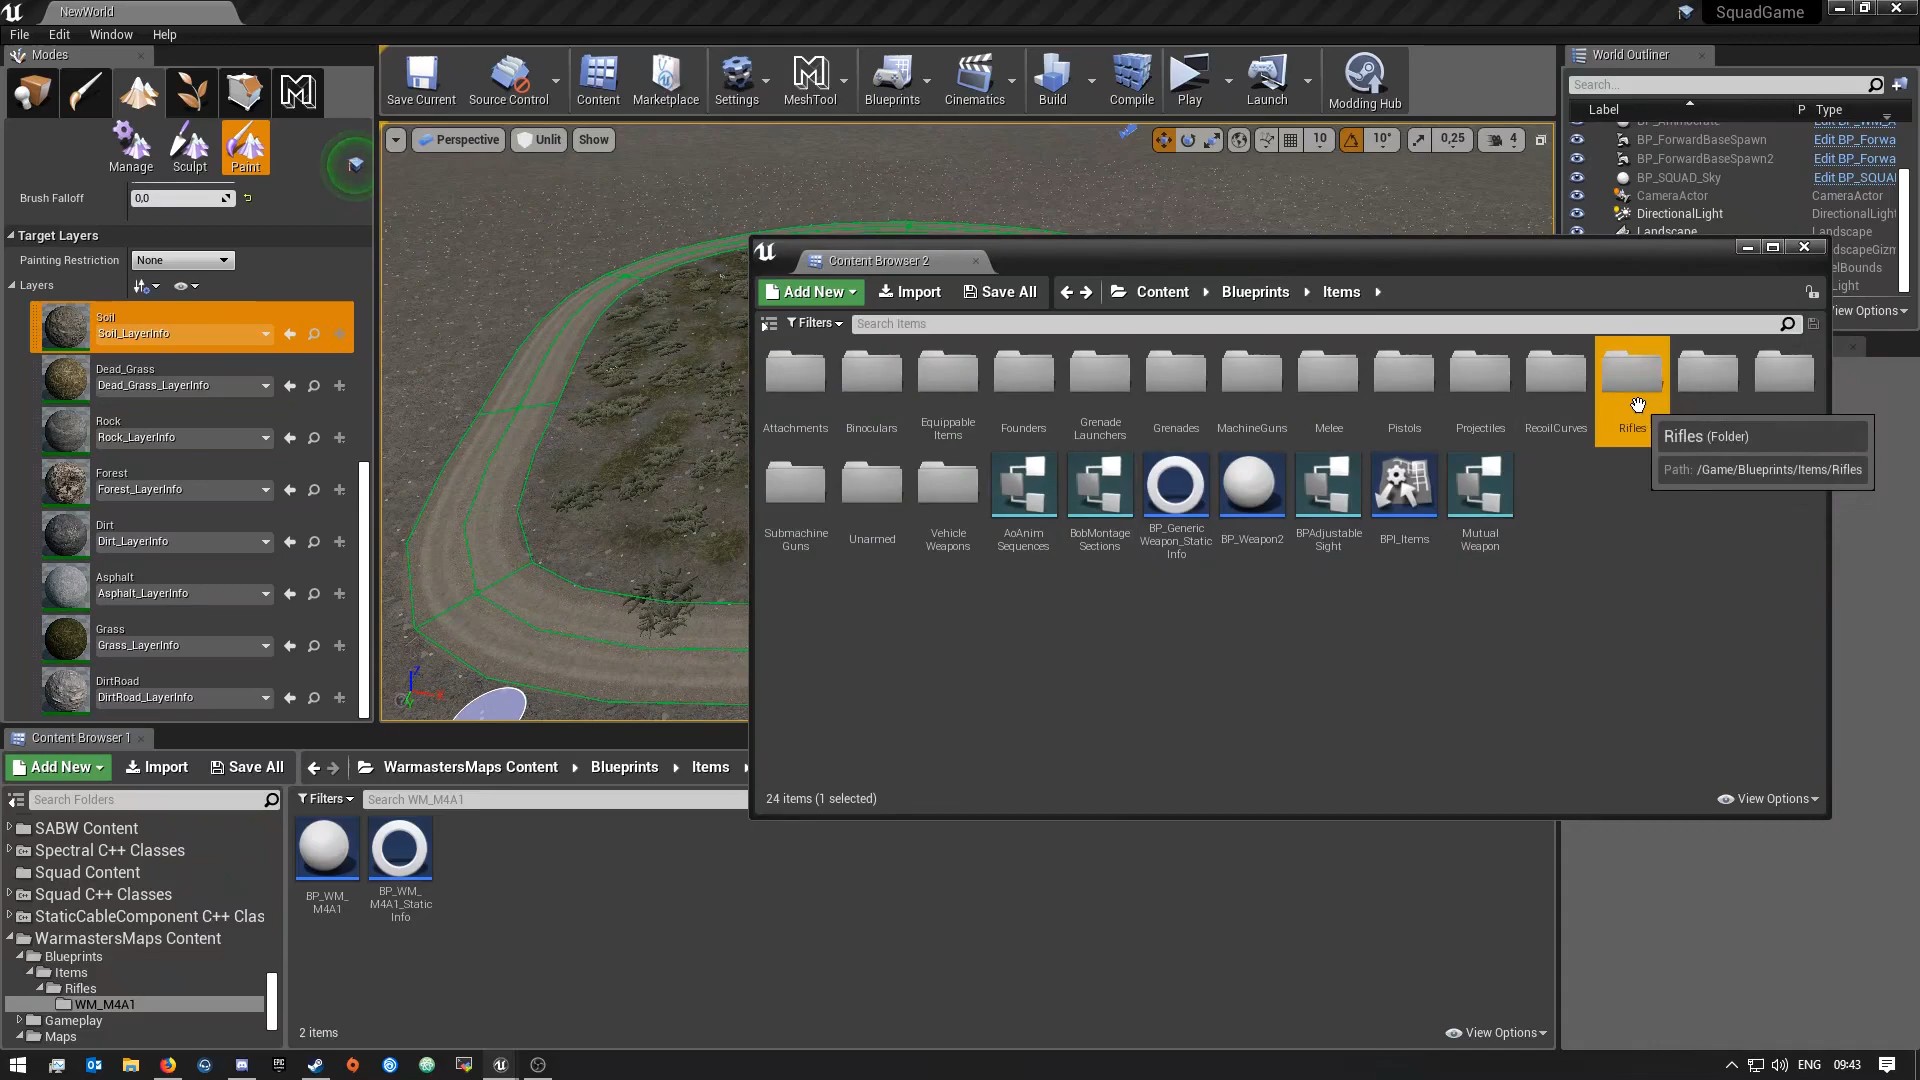 NewWorld
SquadGame
File Edit Window Help
Modes
Save Current Source Control Content Marketplace Settings MeshTool Blueprints Cinematics Build Compile Play Launch Modding Hub
World Outliner
Search...
Label P Type
BP_ForwardBaseSpawn Edit BP_Forwa
BP_ForwardBaseSpawn2 Edit BP_Forwa
BP_SQUAD_Sky Edit BP_SQUAI
CameraActor CameraActor
DirectionalLight DirectionalLight
Landscape Landscape
dscapeGizm
elBounds
Light
iew Options
Manage Sculpt Paint
Perspective Unlit Show
10 10° 0,25 4
Brush Falloff 0,0
Target Layers
Painting Restriction None
Layers
Soil
Soil_LayerInfo
Dead_Grass
Dead_Grass_LayerInfo
Rock
Rock_LayerInfo
Forest
Forest_LayerInfo
Dirt
Dirt_LayerInfo
Asphalt
Asphalt_LayerInfo
Grass
Grass_LayerInfo
DirtRoad
DirtRoad_LayerInfo
Content Browser 2
Add New Import Save All Content Blueprints Items
Filters Search Items
Attachments
Binoculars
Equippable
Items
Founders
Grenade
Launchers
Grenades
MachineGuns
Melee
Pistols
Projectiles
RecoilCurves
Rifles
Rifles (Folder)
Path: /Game/Blueprints/Items/Rifles
Submachine
Guns
Unarmed
Vehicle
Weapons
AoAnim
Sequences
BobMontage
Sections
BP_Generic
Weapon_Static
Info
BP_Weapon2
BPAdjustable
Sight
BPI_Items
Mutual
Weapon
24 items (1 selected)
View Options
Content Browser 1
Add New Import Save All WarmastersMaps Content Blueprints Items
Search Folders
Filters Search WM_M4A1
SABW Content
Spectral C++ Classes
Squad Content
Squad C++ Classes
StaticCableComponent C++ Clas
WarmastersMaps Content
Blueprints
Items
Rifles
WM_M4A1
Gameplay
Maps
BP_WM_
M4A1
BP_WM_
M4A1_Static
Info
2 items
View Options
ENG 09:43